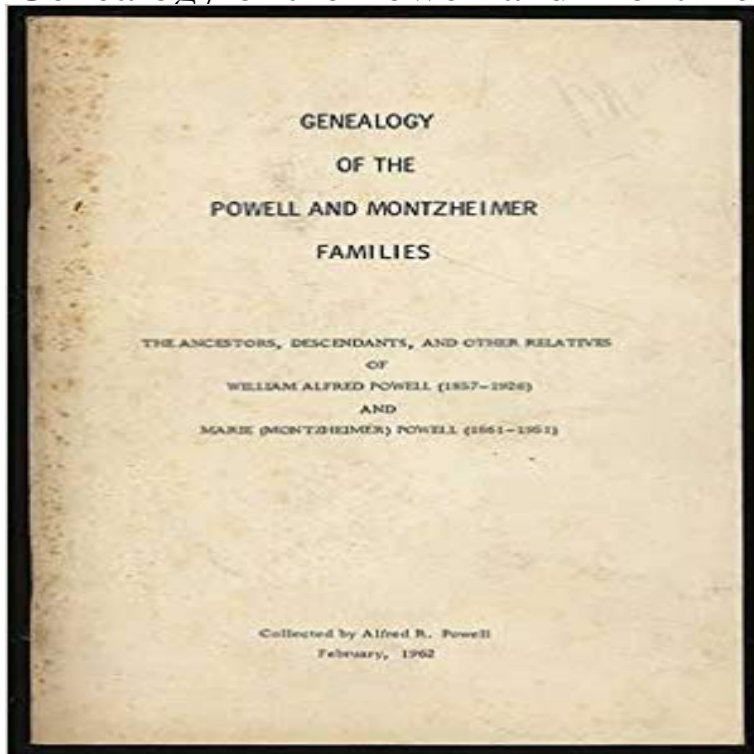 GENEALOGY
OF THE
POWELL AND MONTZHEIMER
FAMILIES
THE ANCESTORS, DESCENDANTS, AND OTHER RELATIVES
OF
WILLIAM ALFRED POWELL (1857-1926)
AND
MARIE (MONTZHEIMER) POWELL (1861-1951)
Collected by Alfred R. Powell
February, 1962